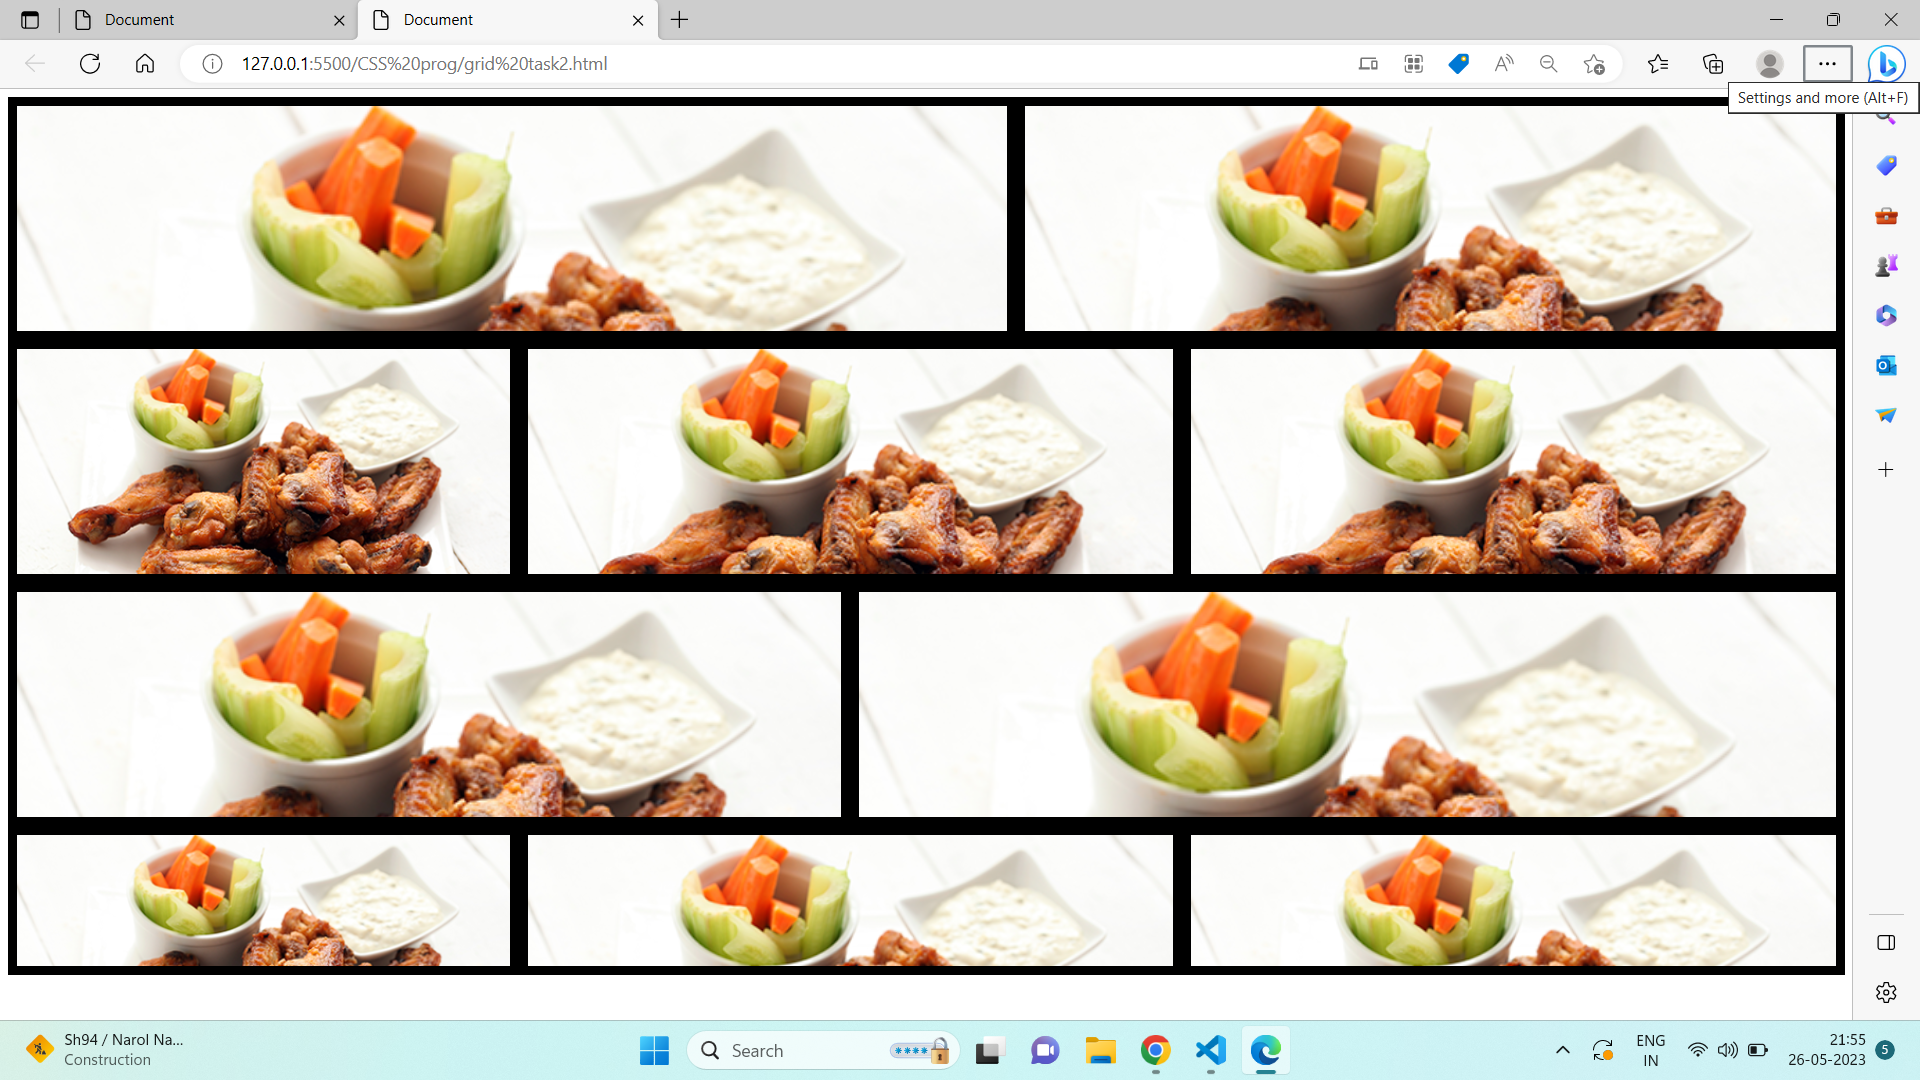 Document
Document
127.0.0.1:5500/CSS%20prog/grid%20task2.html
Settings and more (Alt+F)
Sh94 / Narol Na...
Construction
Search
ENG
IN
21:55
26-05-2023
5